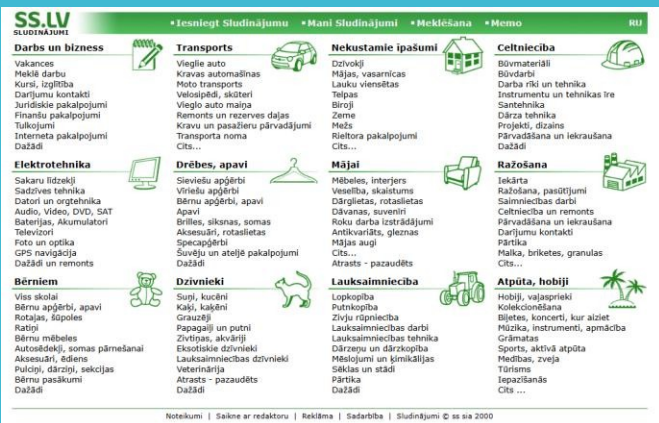 SS.LV
SLUDINĀJUMI
Iesniegt Sludinājumu
Mani Sludinājumi
Meklēšana
Memo
RU
Darbs un bizness
Vakances
Meklē darbu
Kursi, izglītība
Darījumu kontakti
Juridiskie pakalpojumi
Finanšu pakalpojumi
Tulkojumi
Interneta pakalpojumi
Dažādi
Transports
Vieglie auto
Kravas automašīnas
Moto transports
Velosipēdi, skūteri
Vieglo auto maiņa
Remonts un rezerves daļas
Kravu un pasažieru pārvadājumi
Transporta noma
Cits...
Nekustamie īpašumi
Dzīvokļi
Mājas, vasarnīcas
Lauku viensētas
Telpas
Biroji
Zeme
Mežs
Rieltora pakalpojumi
Cits...
Celtniecība
Būvmateriāli
Būvdarbi
Darba rīki un tehnika
Instrumentu un tehnikas īre
Santehnika
Dārza tehnika
Projekti, dizains
Pārvadāšana un iekraušana
Dažādi
Elektrotehnika
Sakaru līdzekļi
Sadzīves tehnika
Datori un orgtehnika
Audio, Video, DVD, SAT
Baterijas, Akumulatori
Televizori
Foto un optika
GPS navigācija
Dažādi un remonts
Drēbes, apavi
Sieviešu apģērbi
Vīriešu apģērbi
Bērnu apģērbi, apavi
Apavi
Brilles, siksnas, somas
Aksesuāri, rotaslietas
Specapģērbi
Šuvēju un ateljē pakalpojumi
Dažādi
Mājai
Mēbeles, interjers
Veselība, skaistums
Dārglietas, rotaslietas
Dāvanas, suvenīri
Roku darba izstrādājumi
Antikvariāts, gleznas
Mājas augi
Cits...
Atrasts - pazaudēts
Ražošana
Iekārta
Ražošana, pasūtījumi
Saimniecības darbi
Celtniecība un remonts
Pārvadāšana un iekraušana
Darījumu kontakti
Pārtika
Malka, briketes, granulas
Cits...
Bērniem
Viss skolai
Bērnu apģērbi, apavi
Rotaļas, šūpoles
Ratiņi
Bērnu mēbeles
Autosēdekļi, somas pārnešanai
Aksesuāri, ēdiens
Pulciņi, dārziņi, sekcijas
Bērnu pasākumi
Dažādi
Dzīvnieki
Suņi, kucēni
Kaķi, kaķēni
Grauzēji
Papagaiļi un putni
Zivtiņas, akvāriji
Eksotiskie dzīvnieki
Lauksaimniecības dzīvnieki
Veterinārija
Atrasts - pazaudēts
Dažādi
Lauksaimniecība
Lopkopība
Putnkopība
Zivju rūpniecība
Lauksaimniecības darbi
Lauksaimniecības tehnika
Dārzeņu un dārzkopība
Mēslojumi un ķimikālijas
Sēklas un stādi
Pārtika
Dažādi
Atpūta, hobiji
Hobiji, vaļasprieki
Kolekcionēšana
Biļetes, koncerti, kur aiziet
Mūzika, instrumenti, apmācība
Grāmatas
Sports, aktīvā atpūta
Medības, zveja
Tūrisms
Iepazīšanās
Cits ...
Noteikumi | Saikne ar redaktoru | Reklāma | Sadarbība | Sludinājumi © ss sia 2000